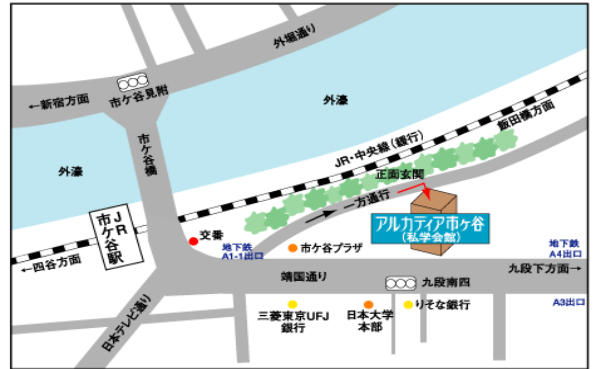 外堀通り
←新宿方面
市ケ谷見附
外濠
飯田橋方面
JR・中央線(銀行)
市ケ谷橋
外濠
正面玄関
一方通行
JR
市ケ谷駅
アルカディア市ヶ谷
(私学会館)
交番
地下鉄
A1-1出口
市ケ谷プラザ
地下鉄
A4出口
←四谷方面
靖国通り
九段南四
九段下方面→
日本テレビ通り
三菱東京UFJ
銀行
日本大学
本部
りそな銀行
A3出口